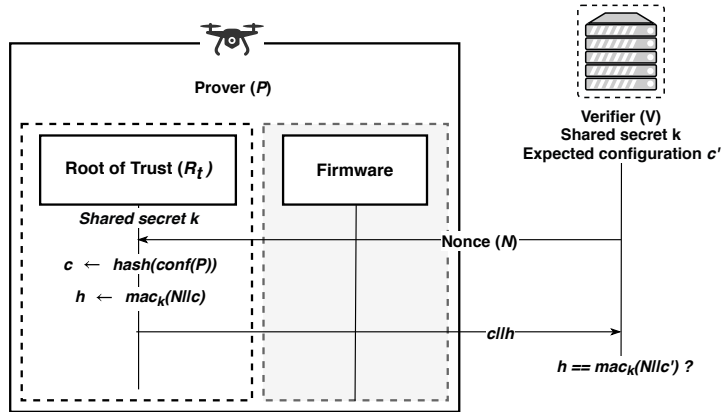 Prover (P)
Verifier (V)
Shared secret k
Expected configuration c'
Root of Trust (Rt)
Firmware
Shared secret k
Nonce (N)
c ← hash(conf(P))
h ← mack(N||c)
c||h
h == mack(N||c') ?